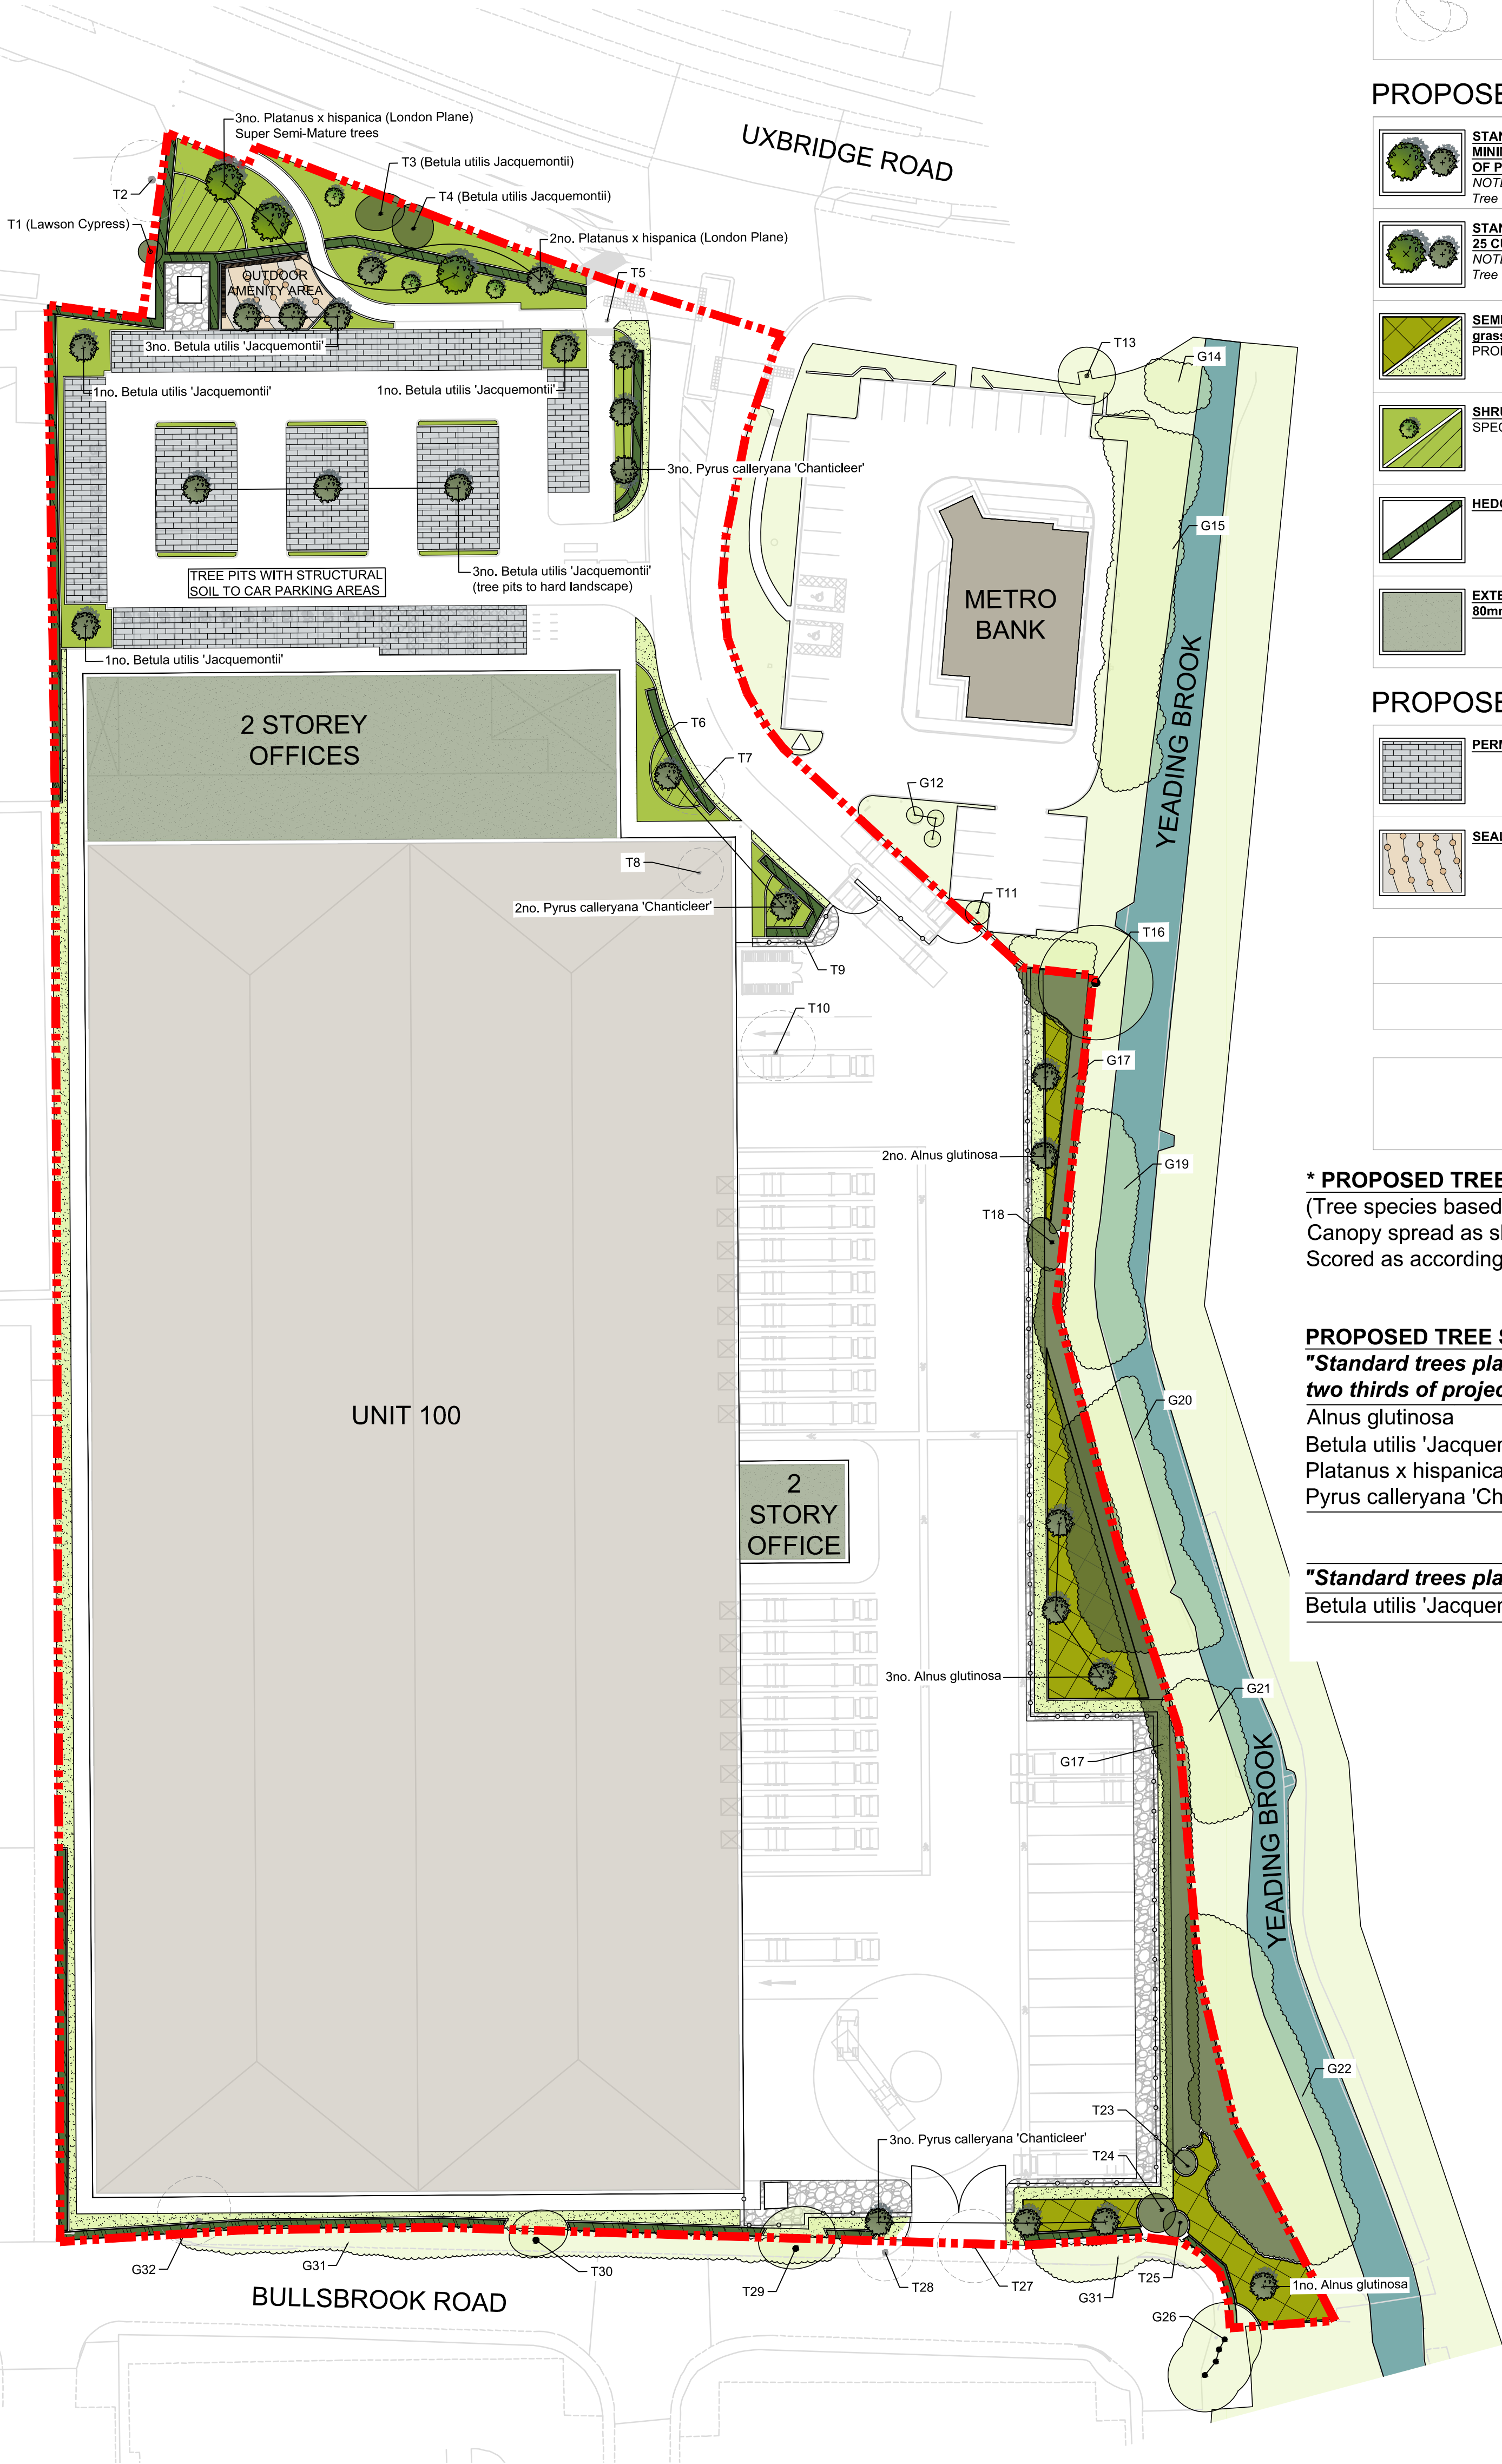 3no. Platanus x hispanica (London Plane)
Super Semi-Mature trees
T3 (Betula utilis Jacquemontii)
T2
T4 (Betula utilis Jacquemontii)
T1 (Lawson Cypress)
2no. Platanus x hispanica (London Plane)
UXBRIDGE ROAD
T5
OUTDOOR
AMENITY AREA
3no. Betula utilis 'Jacquemontii'
1no. Betula utilis 'Jacquemontii'
1no. Betula utilis 'Jacquemontii'
T13
G14
3no. Pyrus calleryana 'Chanticleer'
G15
TREE PITS WITH STRUCTURAL
SOIL TO CAR PARKING AREAS
3no. Betula utilis 'Jacquemontii'
(tree pits to hard landscape)
METRO
BANK
1no. Betula utilis 'Jacquemontii'
2 STOREY
OFFICES
T6
T7
YEADING BROOK
G12
T8
2no. Pyrus calleryana 'Chanticleer'
T11
T9
T16
T10
G17
2no. Alnus glutinosa
G19
T18
UNIT 100
G20
2
STORY
OFFICE
3no. Alnus glutinosa
G21
G17
YEADING BROOK
G22
T23
3no. Pyrus calleryana 'Chanticleer'
T24
G32
G31
T30
T29
T28
T27
G31
T25
1no. Alnus glutinosa
G26
BULLSBROOK ROAD
PROPOSE
STAN
MINI
OF P
NOTE
Tree
STAN
25 C
NOTE
Tree
SEMI
grass
PRO
SHRU
SPEC
HEDG
EXTE
80mm
PROPOSE
PERM
SEAL
* PROPOSED TREE
(Tree species based
Canopy spread as s
Scored as according
PROPOSED TREE S
"Standard trees pla
two thirds of projec
Alnus glutinosa
Betula utilis 'Jacquem
Platanus x hispanica
Pyrus calleryana 'Ch
"Standard trees pla
Betula utilis 'Jacquem